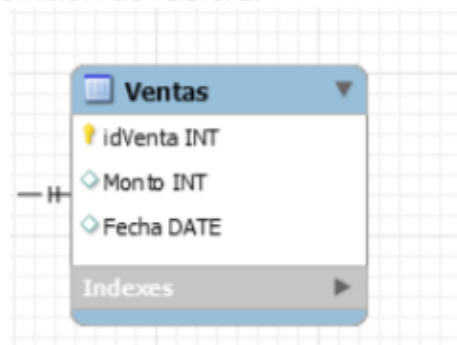 Ventas
idVenta INT
Monto INT
Fecha DATE
Indexes